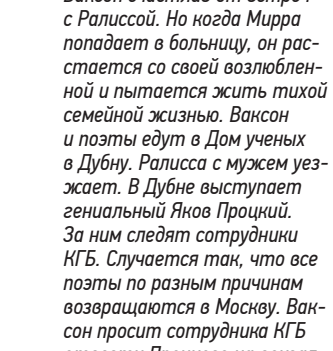 с Ралиссой. Но когда Мирра
попадает в больницу, он рас-
стается со своей возлюблен-
ной и пытается жить тихой
семейной жизнью. Ваксон
и поэты едут в Дом ученых
в Дубну. Ралисса с мужем уез-
жает. В Дубне выступает
гениальный Яков Процкий.
За ним следят сотрудники
КГБ. Случается так, что все
поэты по разным причинам
возвращаются в Москву. Вак-
сон просит сотрудника КГБ